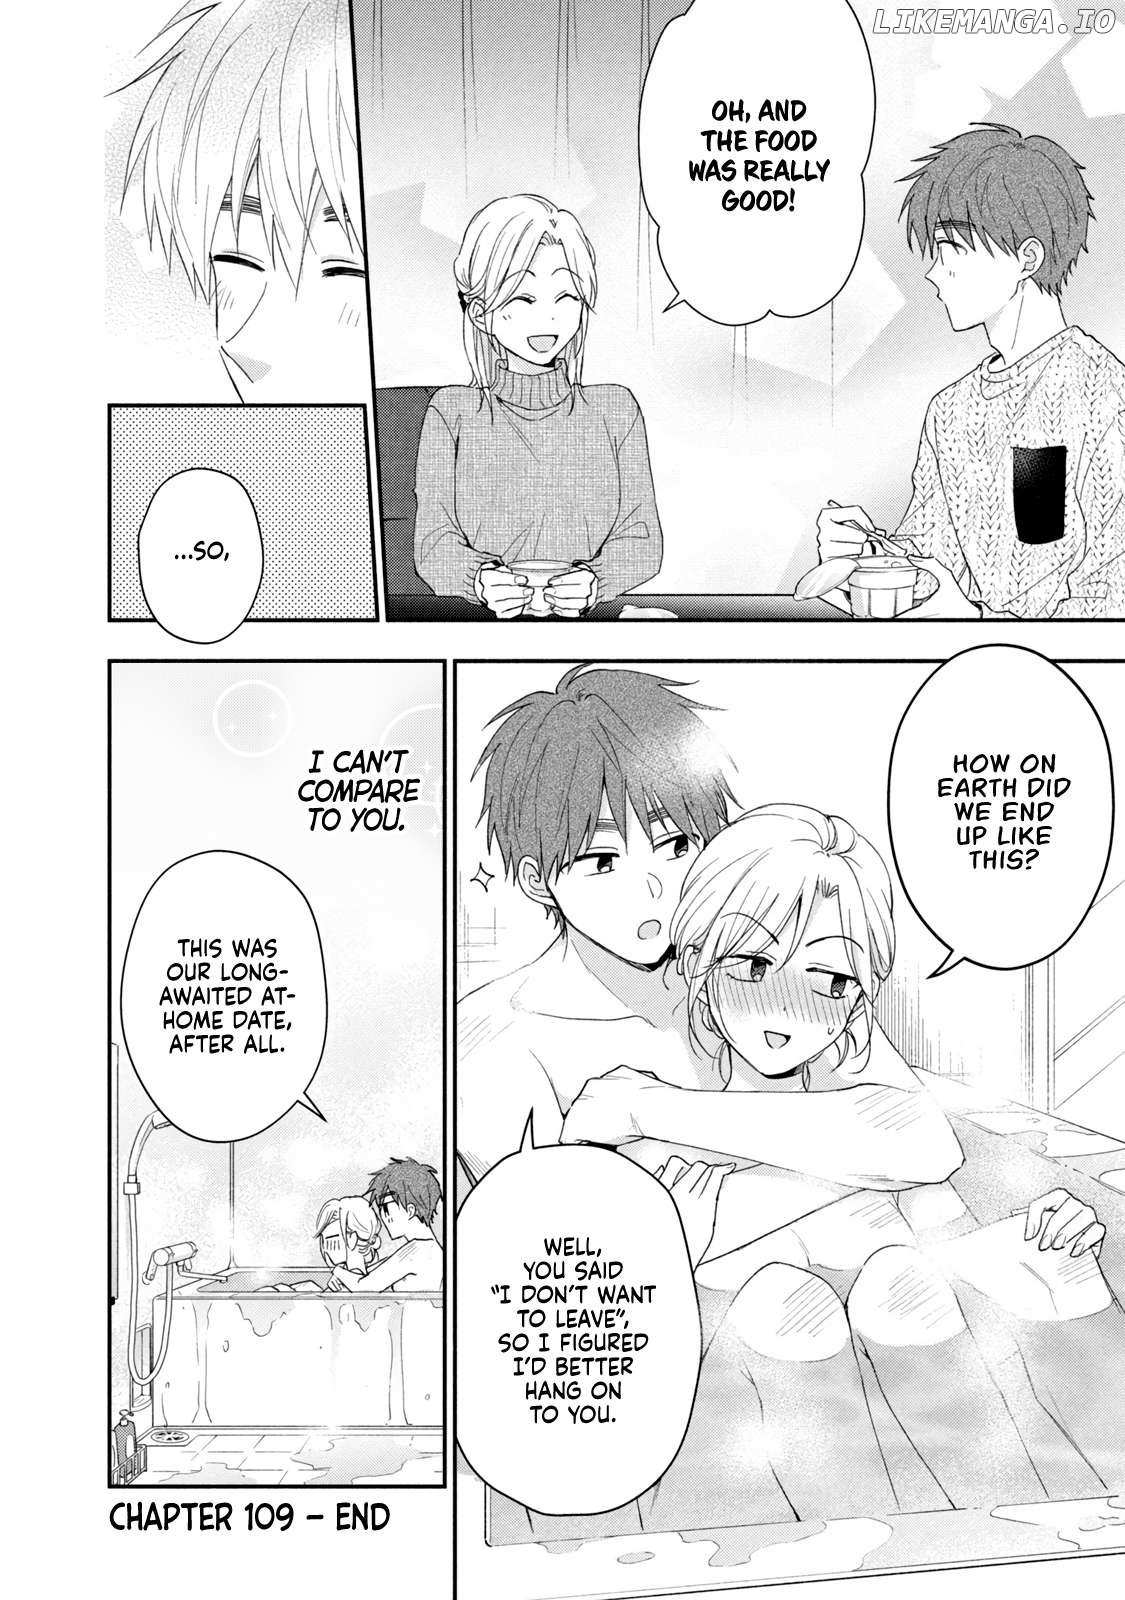 LIKEMANGA.IO
OH, AND
THE FOOD
WAS REALLY
GOOD!
...SO,
HOW ON
EARTH DID
WE END
UP LIKE
THIS?
WELL,
YOU SAID
"I DON'T WANT
TO LEAVE",
SO I FIGURED
I'D BETTER
HANG ON
TO YOU.
I CAN'T
COMPARE
TO YOU.
THIS WAS
OUR LONG-
AWAITED AT-
HOME DATE,
AFTER ALL.
CHAPTER 109 – END